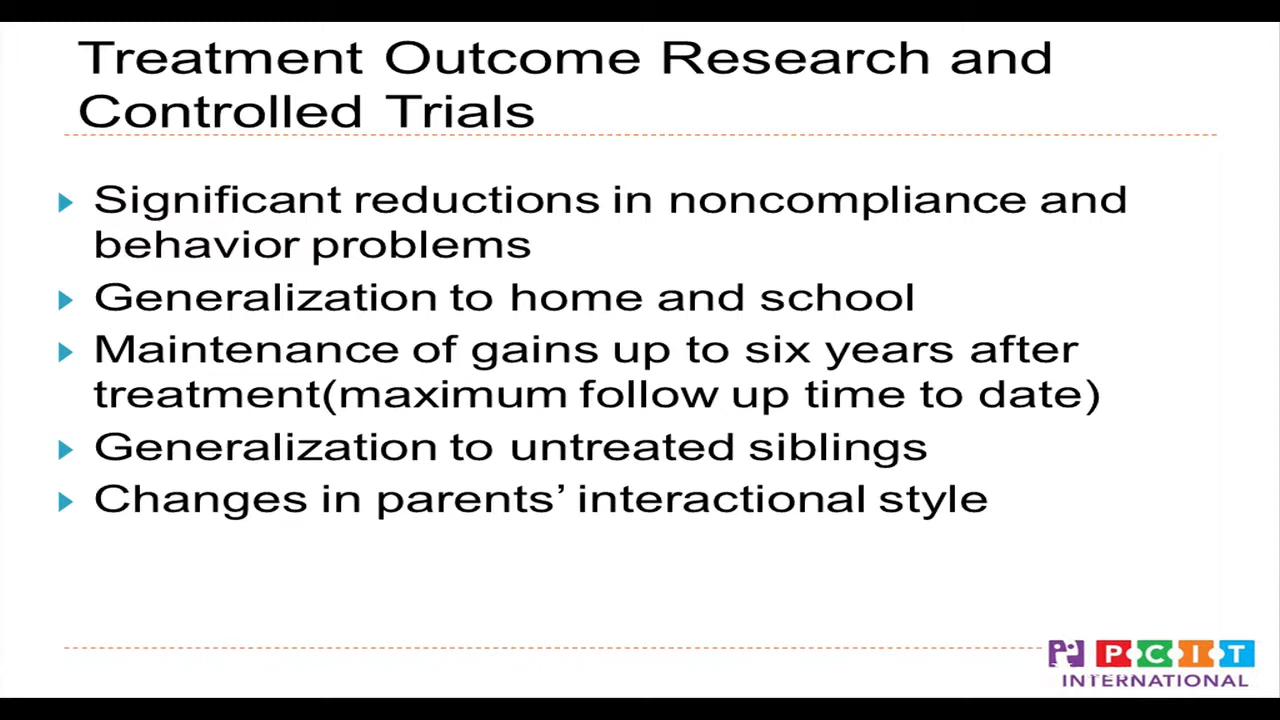 Treatment Outcome Research and
Controlled Trials
Significant reductions in noncompliance and
behavior problems
Generalization to home and school
Maintenance of gains up to six years after
treatment(maximum follow up time to date)
Generalization to untreated siblings
Changes in parents’ interactional style
PCIT
INTERNATIONAL